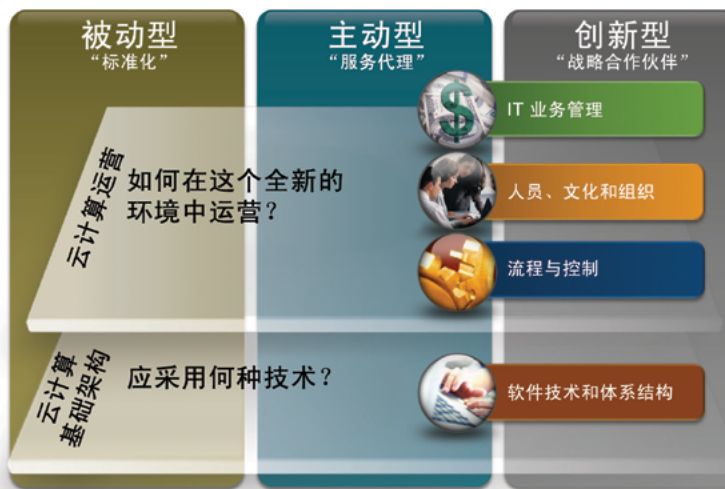 被动型
“标准化”
主动型
“服务代理”
创新型
“战略合作伙伴”
IT 业务管理
云计算运营
如何在这个全新的
环境中运营？
人员、文化和组织
流程与控制
云计算
基础架构
应采用何种技术？
软件技术和体系结构